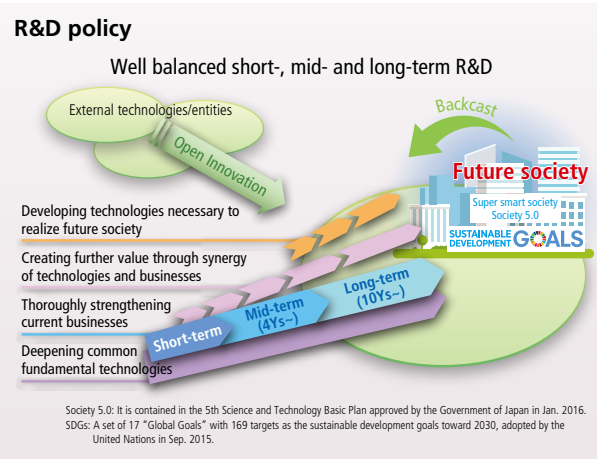 R&D policy
Well balanced short-, mid- and long-term R&D
External technologies/entities
Open Innovation
Backcast
Future society
Super smart society
Society 5.0
SUSTAINABLE
DEVELOPMENT
GOALS
Developing technologies necessary to
realize future society
Creating further value through synergy
of technologies and businesses
Thoroughly strengthening
current businesses
Deepening common
fundamental technologies
Short-term
Mid-term
(4Ys~)
Long-term
(10Ys~)
Society 5.0: It is contained in the 5th Science and Technology Basic Plan approved by the Government of Japan in Jan. 2016.
SDGs: A set of 17 “Global Goals” with 169 targets as the sustainable development goals toward 2030, adopted by the
United Nations in Sep. 2015.